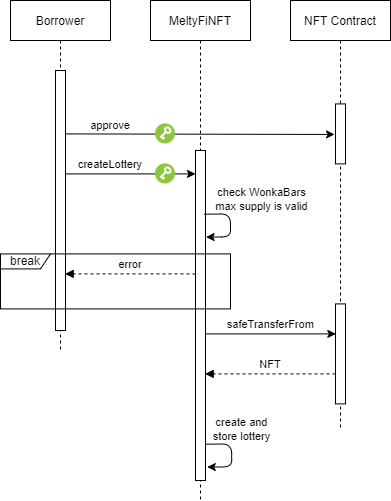 Borrower
MeltyFiNFT
NFT Contract
approve
createLottery
check WonkaBars
max supply is valid
break
error
safeTransferFrom
NFT
create and
store lottery